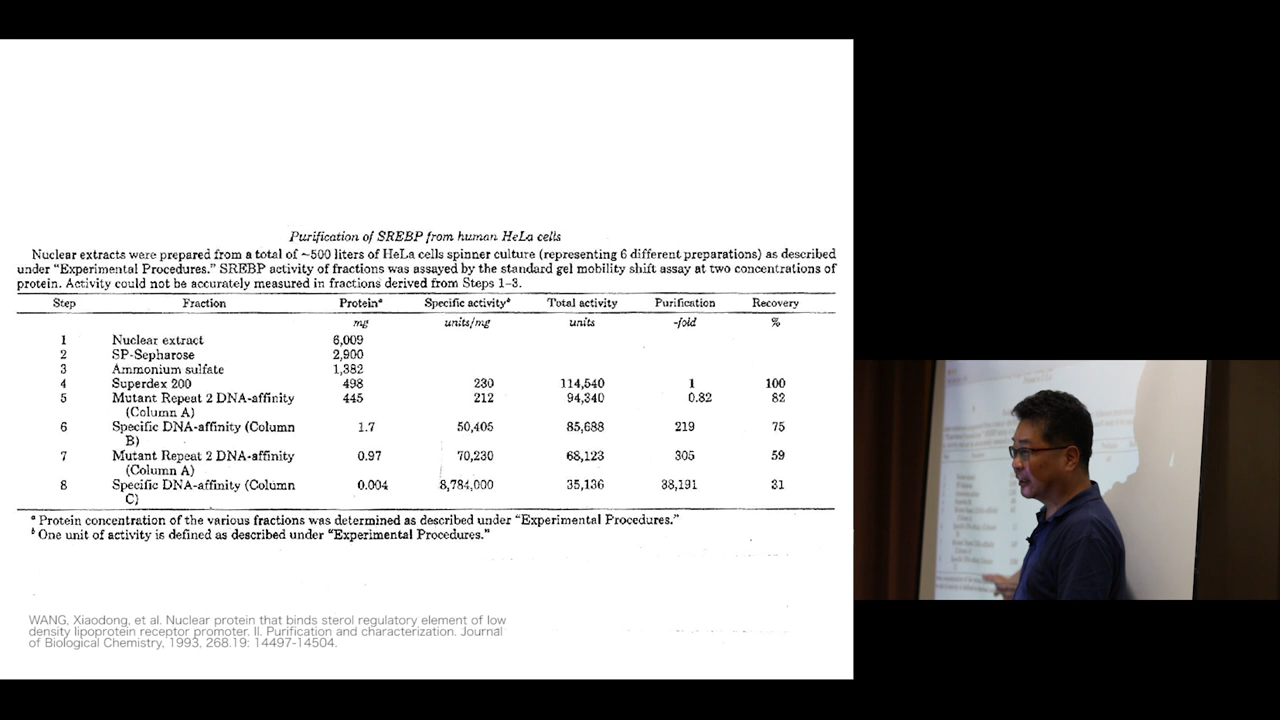 Purification of SREBP from human HeLa cells
Nuclear extracts were prepared from a total of ~500 liters of HeLa cells spinner culture (representing 6 different preparations) as described
under "Experimental Procedures." SREBP activity of fractions was assayed by the standard gel mobility shift assay at two concentrations of
protein. Activity could not be accurately measured in fractions derived from Steps 1–3.
Step Fraction Proteinᵃ Specific activityᵇ Total activity Purification Recovery
mg units/mg units -fold %
1 Nuclear extract 6,009
2 SP-Sepharose 2,900
3 Ammonium sulfate 1,382
4 Superdex 200 498 230 114,540 1 100
5 Mutant Repeat 2 DNA-affinity 445 212 94,340 0.82 82
(Column A)
6 Specific DNA-affinity (Column 1.7 50,405 85,688 219 75
B)
7 Mutant Repeat 2 DNA-affinity 0.97 70,230 68,123 305 59
(Column A)
8 Specific DNA-affinity (Column 0.004 8,784,000 35,136 38,191 31
C)
ᵃ Protein concentration of the various fractions was determined as described under "Experimental Procedures."
ᵇ One unit of activity is defined as described under "Experimental Procedures."
WANG, Xiaodong, et al. Nuclear protein that binds sterol regulatory element of low
density lipoprotein receptor promoter. II. Purification and characterization. Journal
of Biological Chemistry, 1993, 268.19: 14497-14504.